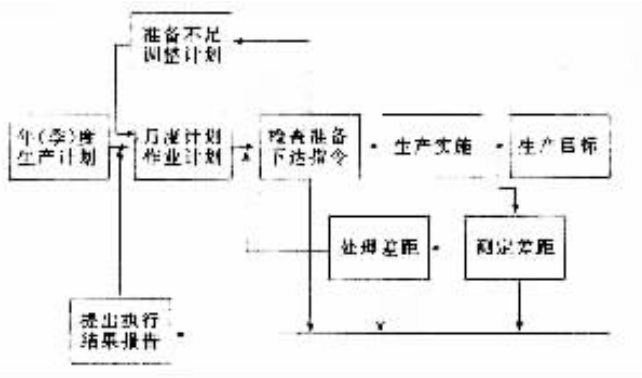 准备不足
调整计划
年(季)度
生产计划
月度计划
作业计划
检查准备
下达指令
生产实施
生产目标
处理差距
测定差距
提出执行
结果报告